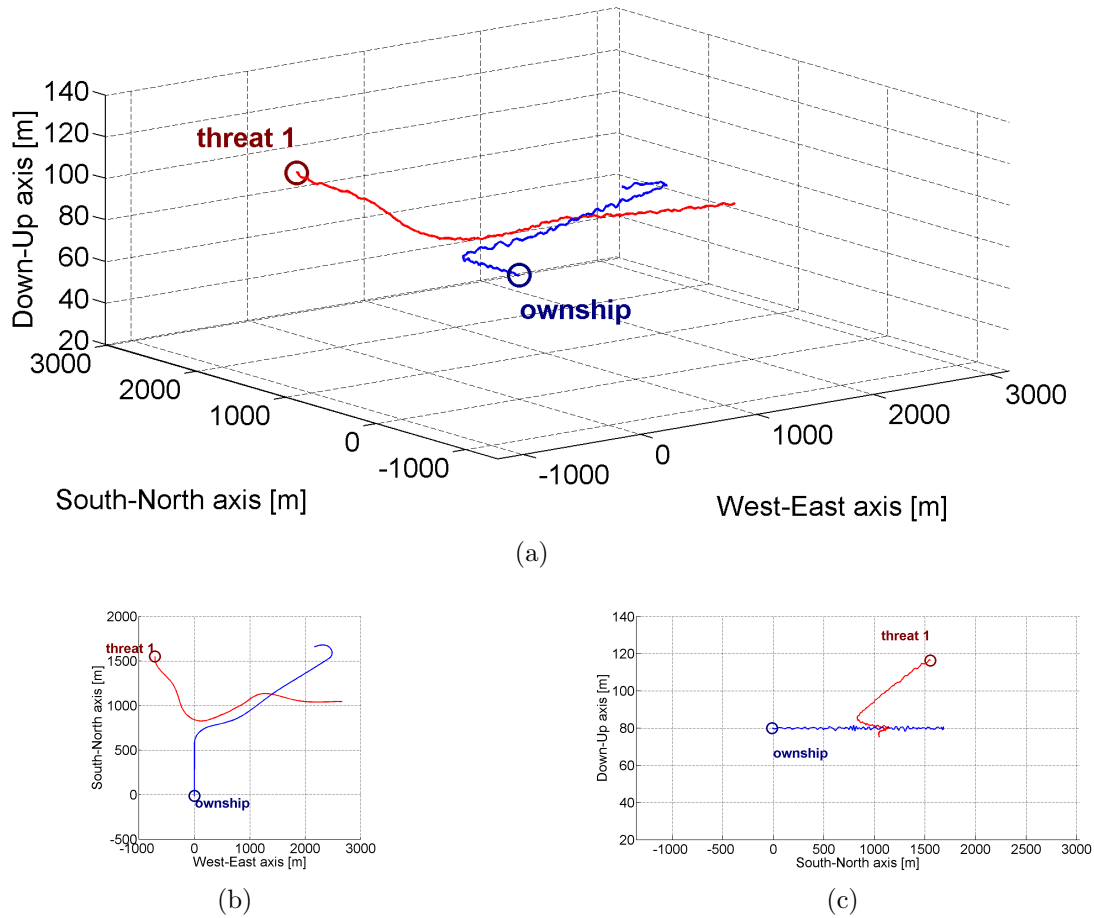 140
120
100
80
60
40
20
Down-Up axis [m]
threat 1
ownship
3000
2000
1000
0
-1000
South-North axis [m]
-1000
0
1000
2000
3000
West-East axis [m]
(a)
2000
1500
1000
500
0
-500
South-North axis [m]
threat 1
ownship
-1000
0
1000
2000
3000
West-East axis [m]
(b)
140
120
100
80
60
40
20
Down-Up axis [m]
threat 1
ownship
-1000
-500
0
500
1000
1500
2000
2500
3000
South-North axis [m]
(c)